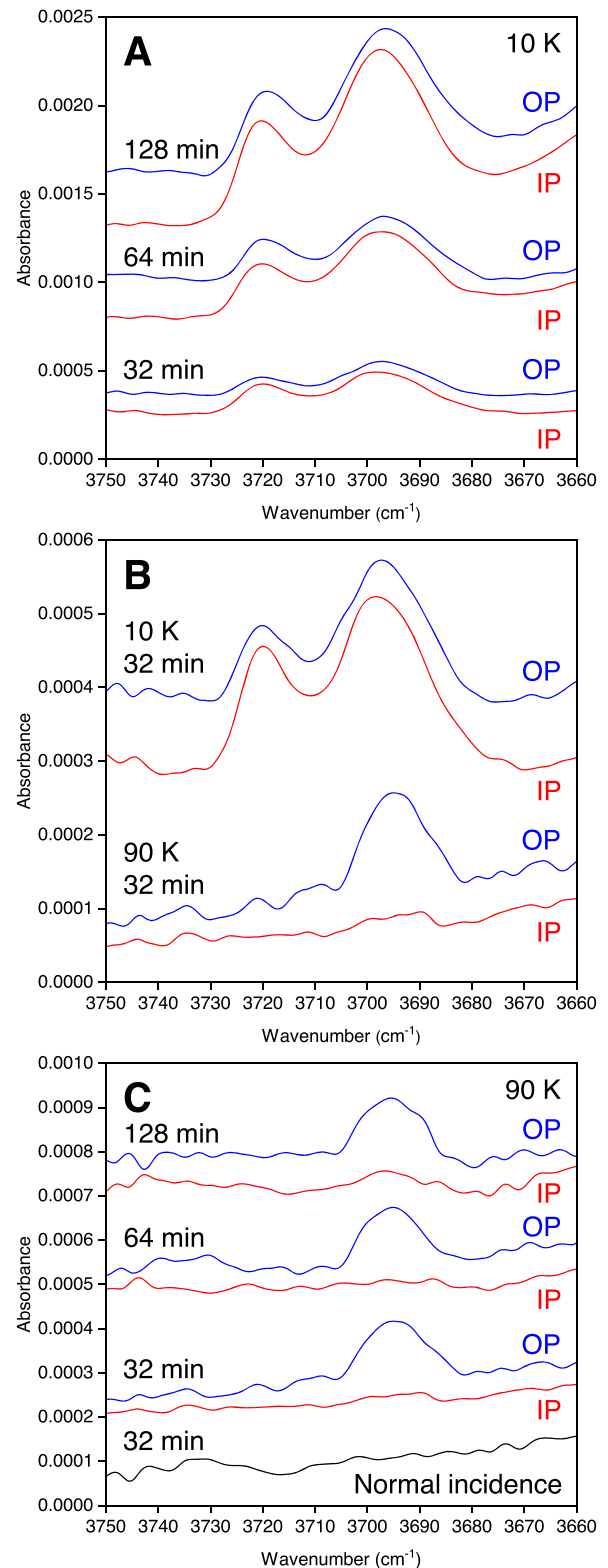 0.0025
A
10 K
OP
0.0020
128 min
IP
0.0015
64 min
OP
Absorbance
0.0010
IP
32 min
OP
0.0005
IP
0.0000
3750 3740 3730 3720 3710 3700 3690 3680 3670 3660
Wavenumber (cm-1)
0.0006
B
0.0005
10 K
32 min
OP
0.0004
Absorbance
0.0003
IP
0.0002
OP
90 K
32 min
0.0001
IP
0.0000
3750 3740 3730 3720 3710 3700 3690 3680 3670 3660
Wavenumber (cm-1)
0.0010
C
90 K
0.0009
128 min
OP
0.0008
IP
0.0007
64 min
OP
0.0006
Absorbance
0.0005
IP
0.0004
32 min
OP
0.0003
IP
0.0002
32 min
0.0001
Normal incidence
0.0000
3750 3740 3730 3720 3710 3700 3690 3680 3670 3660
Wavenumber (cm-1)